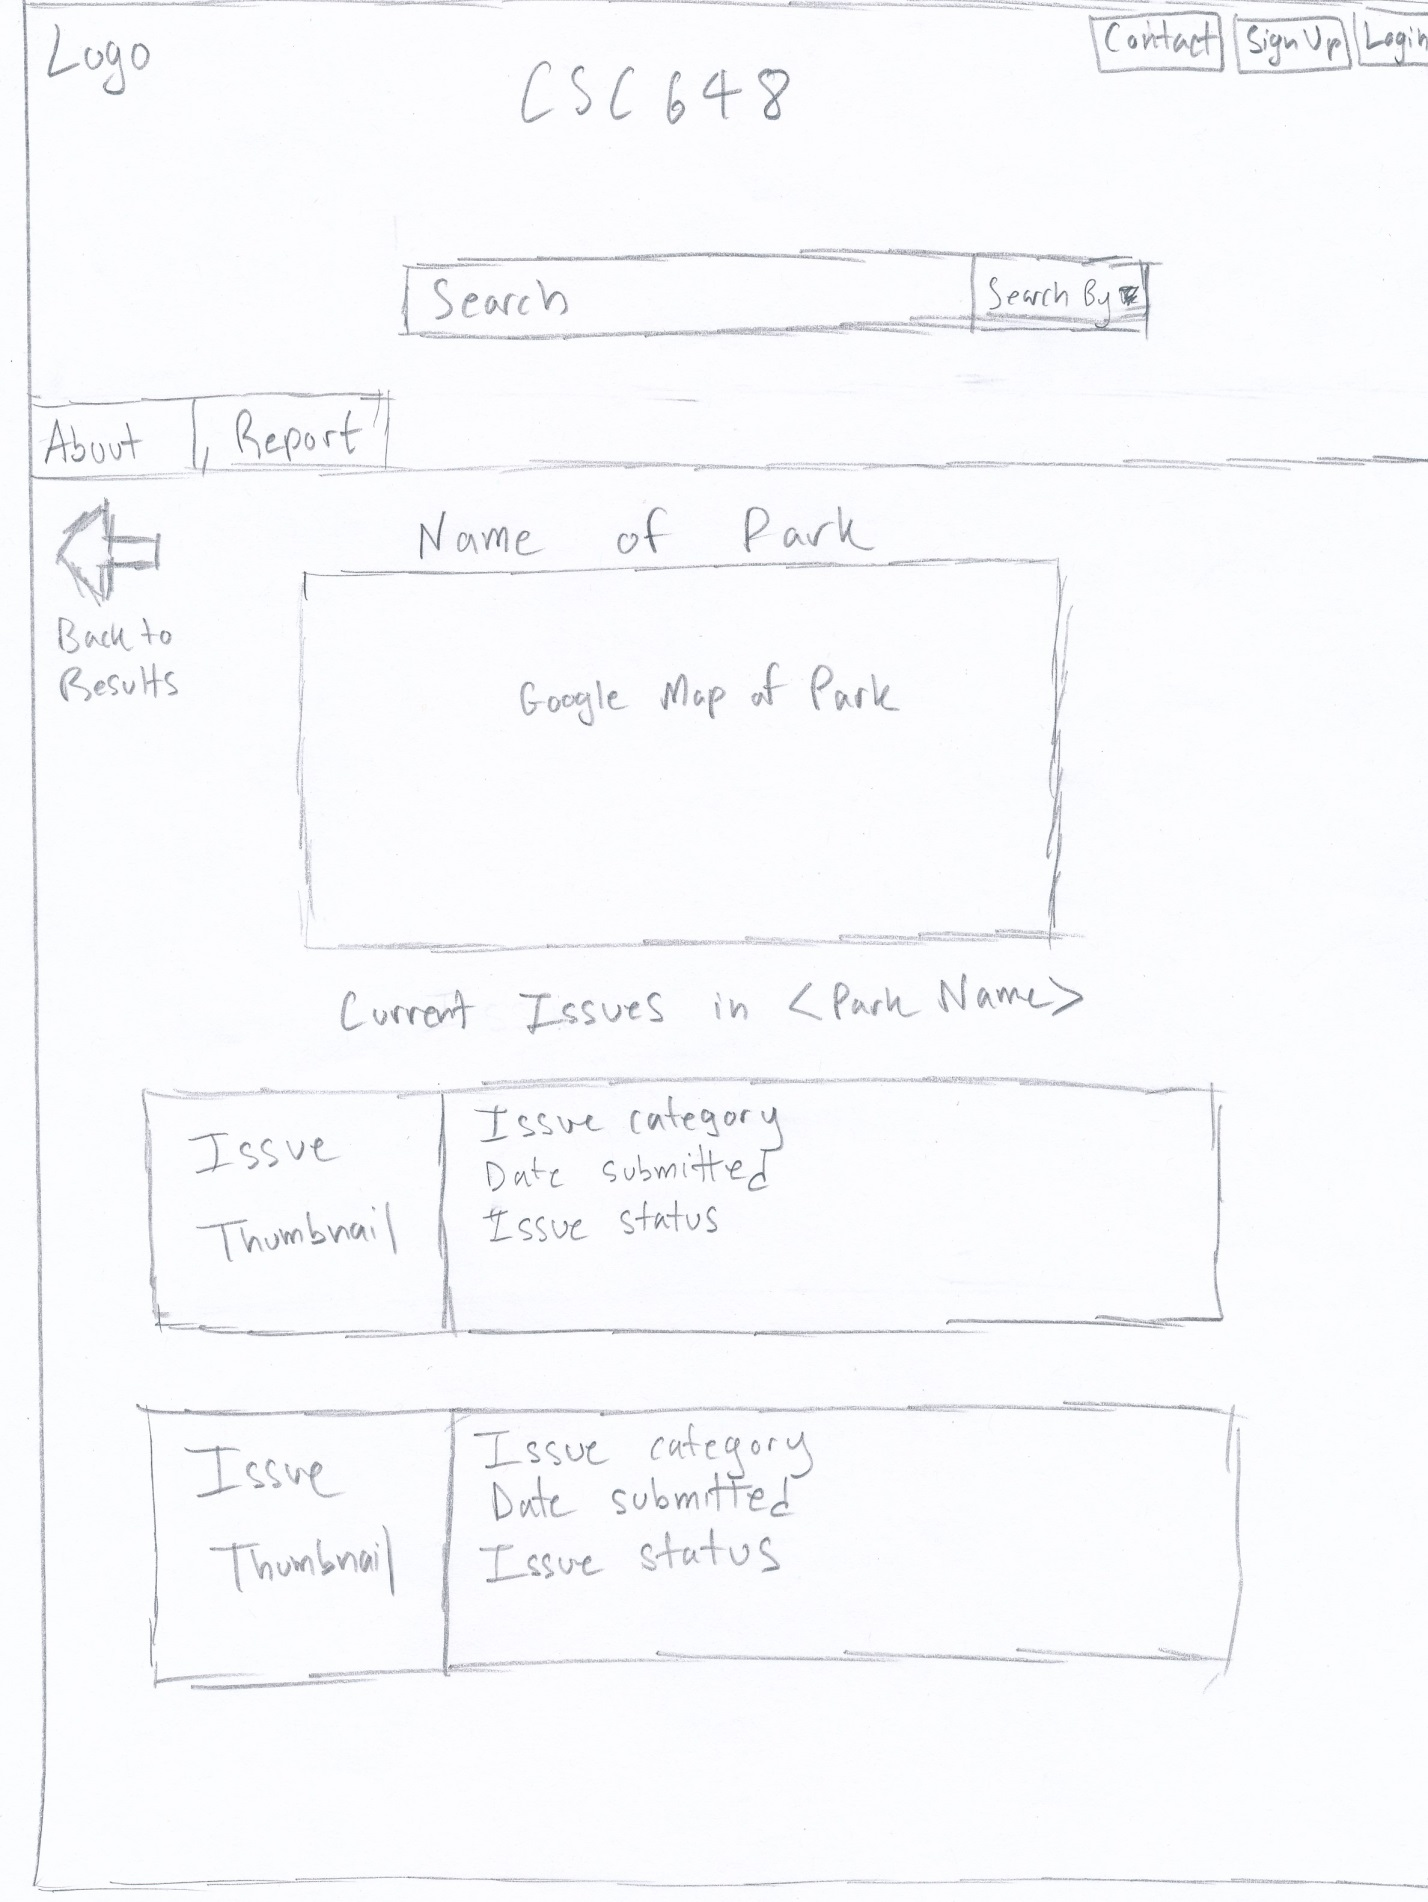 Logo
Contact
Sign Up
Login
CSC 648
Search
Search By
About
Report
Name of Park
Back to
Results
Google Map of Park
Current Issues in <Park Name>
Issue
Thumbnail
Issue category
Date submitted
Issue status
Issue
Thumbnail
Issue category
Date submitted
Issue status